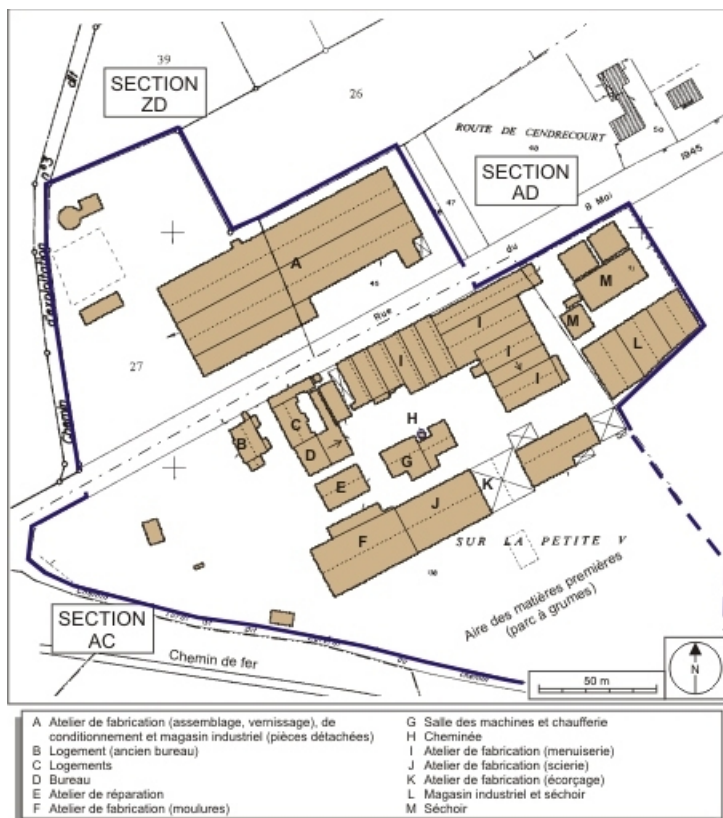 39
SECTION
ZD
26
ROUTE DE CENDRECOURT
SECTION
AD
50
1945
8 Mai
du
47
Rue
A
27
Chemin
d'exploitation
M
M
L
I
I
I
I
H
B
C
D
G
E
K
J
F
SUR LA PETITE V
Aire des matières premières
(parc à grumes)
SECTION
AC
Chemin de fer
50 m
N
A Atelier de fabrication (assemblage, vernissage), de
conditionnement et magasin industriel (pièces détachées)
B Logement (ancien bureau)
C Logements
D Bureau
E Atelier de réparation
F Atelier de fabrication (moulures)
G Salle des machines et chaufferie
H Cheminée
I Atelier de fabrication (menuiserie)
J Atelier de fabrication (scierie)
K Atelier de fabrication (écorçage)
L Magasin industriel et séchoir
M Séchoir